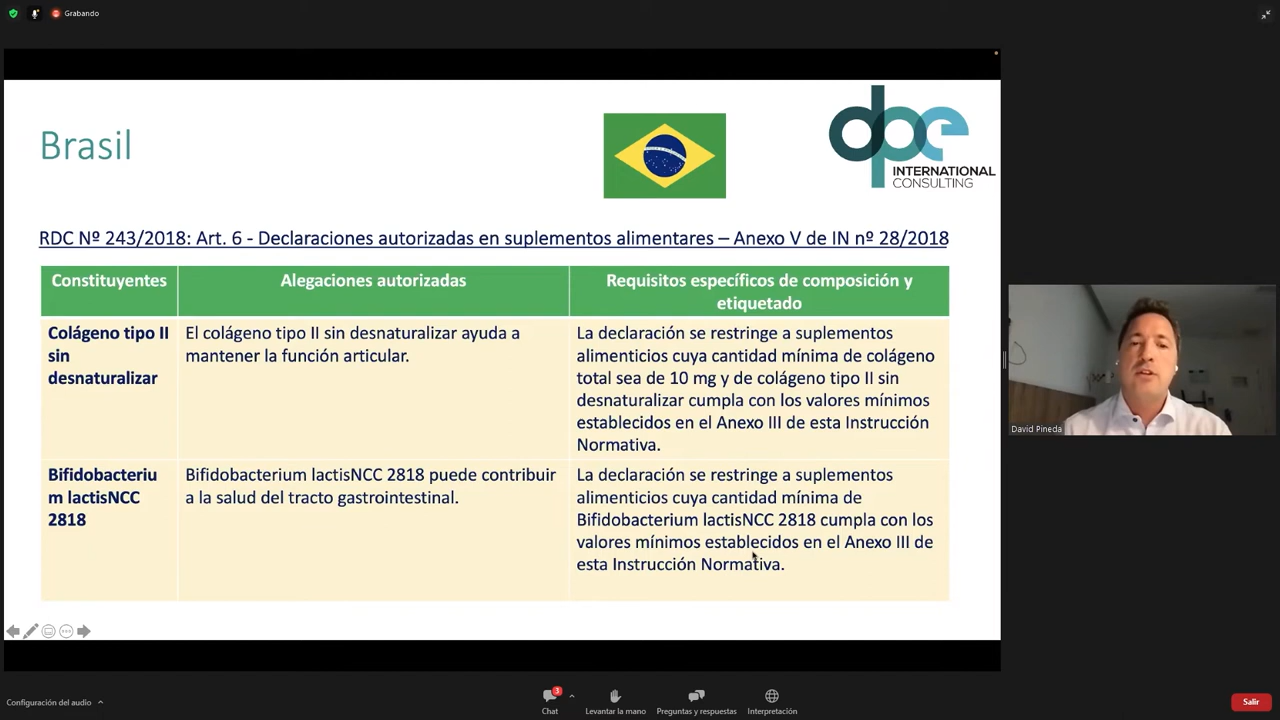 Grabando
Brasil
dpe
INTERNATIONAL
CONSULTING
RDC Nº 243/2018: Art. 6 - Declaraciones autorizadas en suplementos alimentares – Anexo V de IN nº 28/2018
Constituyentes
Alegaciones autorizadas
Requisitos específicos de composición y
etiquetado
Colágeno tipo II
sin
desnaturalizar
El colágeno tipo II sin desnaturalizar ayuda a
mantener la función articular.
La declaración se restringe a suplementos
alimenticios cuya cantidad mínima de colágeno
total sea de 10 mg y de colágeno tipo II sin
desnaturalizar cumpla con los valores mínimos
establecidos en el Anexo III de esta Instrucción
Normativa.
Bifidobacteriu
m lactisNCC
2818
Bifidobacterium lactisNCC 2818 puede contribuir
a la salud del tracto gastrointestinal.
La declaración se restringe a suplementos
alimenticios cuya cantidad mínima de
Bifidobacterium lactisNCC 2818 cumpla con los
valores mínimos establecidos en el Anexo III de
esta Instrucción Normativa.
David Pineda
Configuración del audio
3
Chat
Levantar la mano
Preguntas y respuestas
Interpretación
Salir